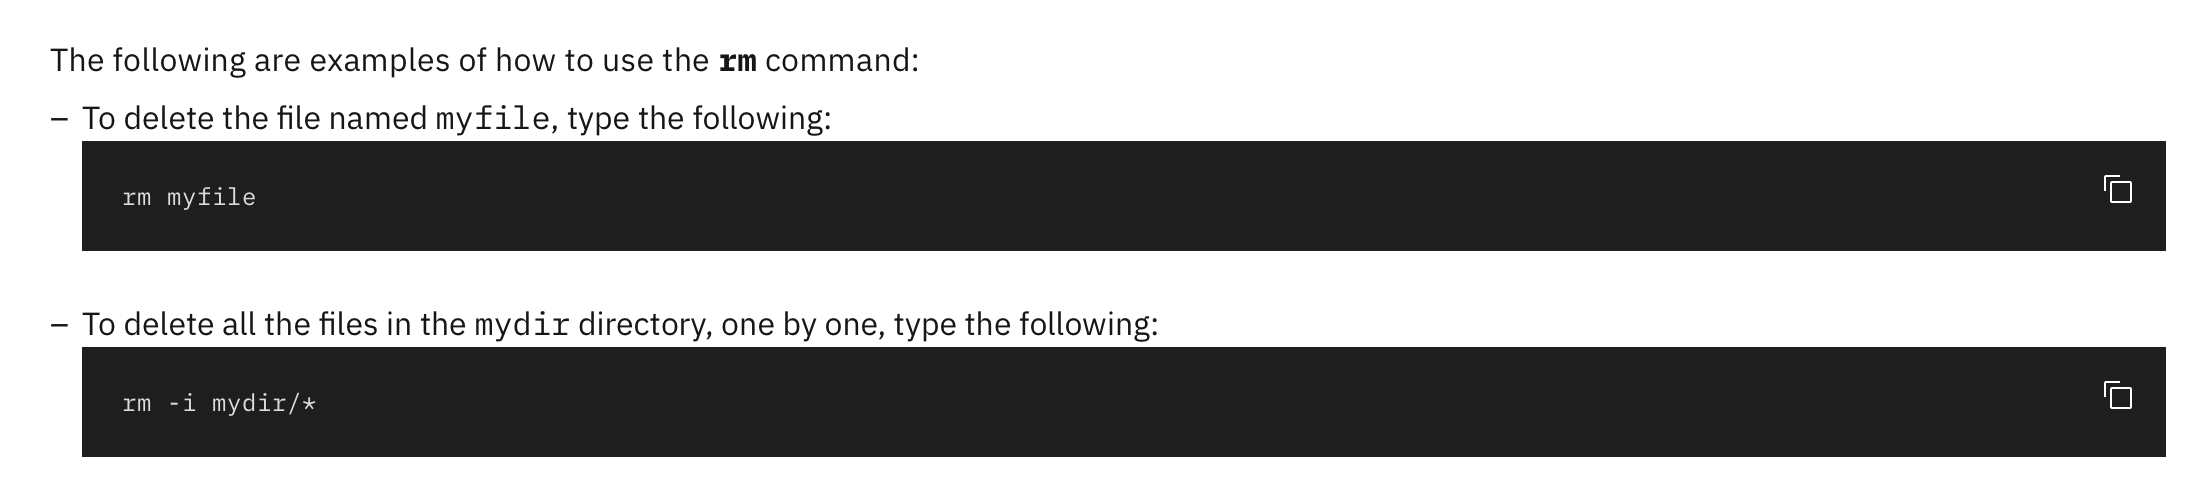 The following are examples of how to use the rm command:
– To delete the file named myfile, type the following:
rm myfile
– To delete all the files in the mydir directory, one by one, type the following:
rm -i mydir/*